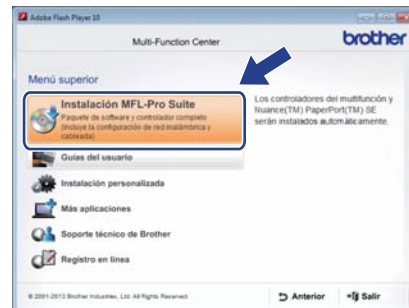 Adobe Flash Player 10
Multi-Function Center
brother
Menú superior
Instalación MFL-Pro Suite
Paquete de software y controlador completo
(Incluye la configuración de red inalámbrica y
cableada)
Los controladores del multifunción y
Nuance(TM) PaperPort(TM) SE
serán instalados automáticamente.
Guías del usuario
Instalación personalizada
Más aplicaciones
Soporte técnico de Brother
Registro en línea
© 2001-2013 Brother Industries, Ltd. All Rights Reserved.
Anterior
Salir